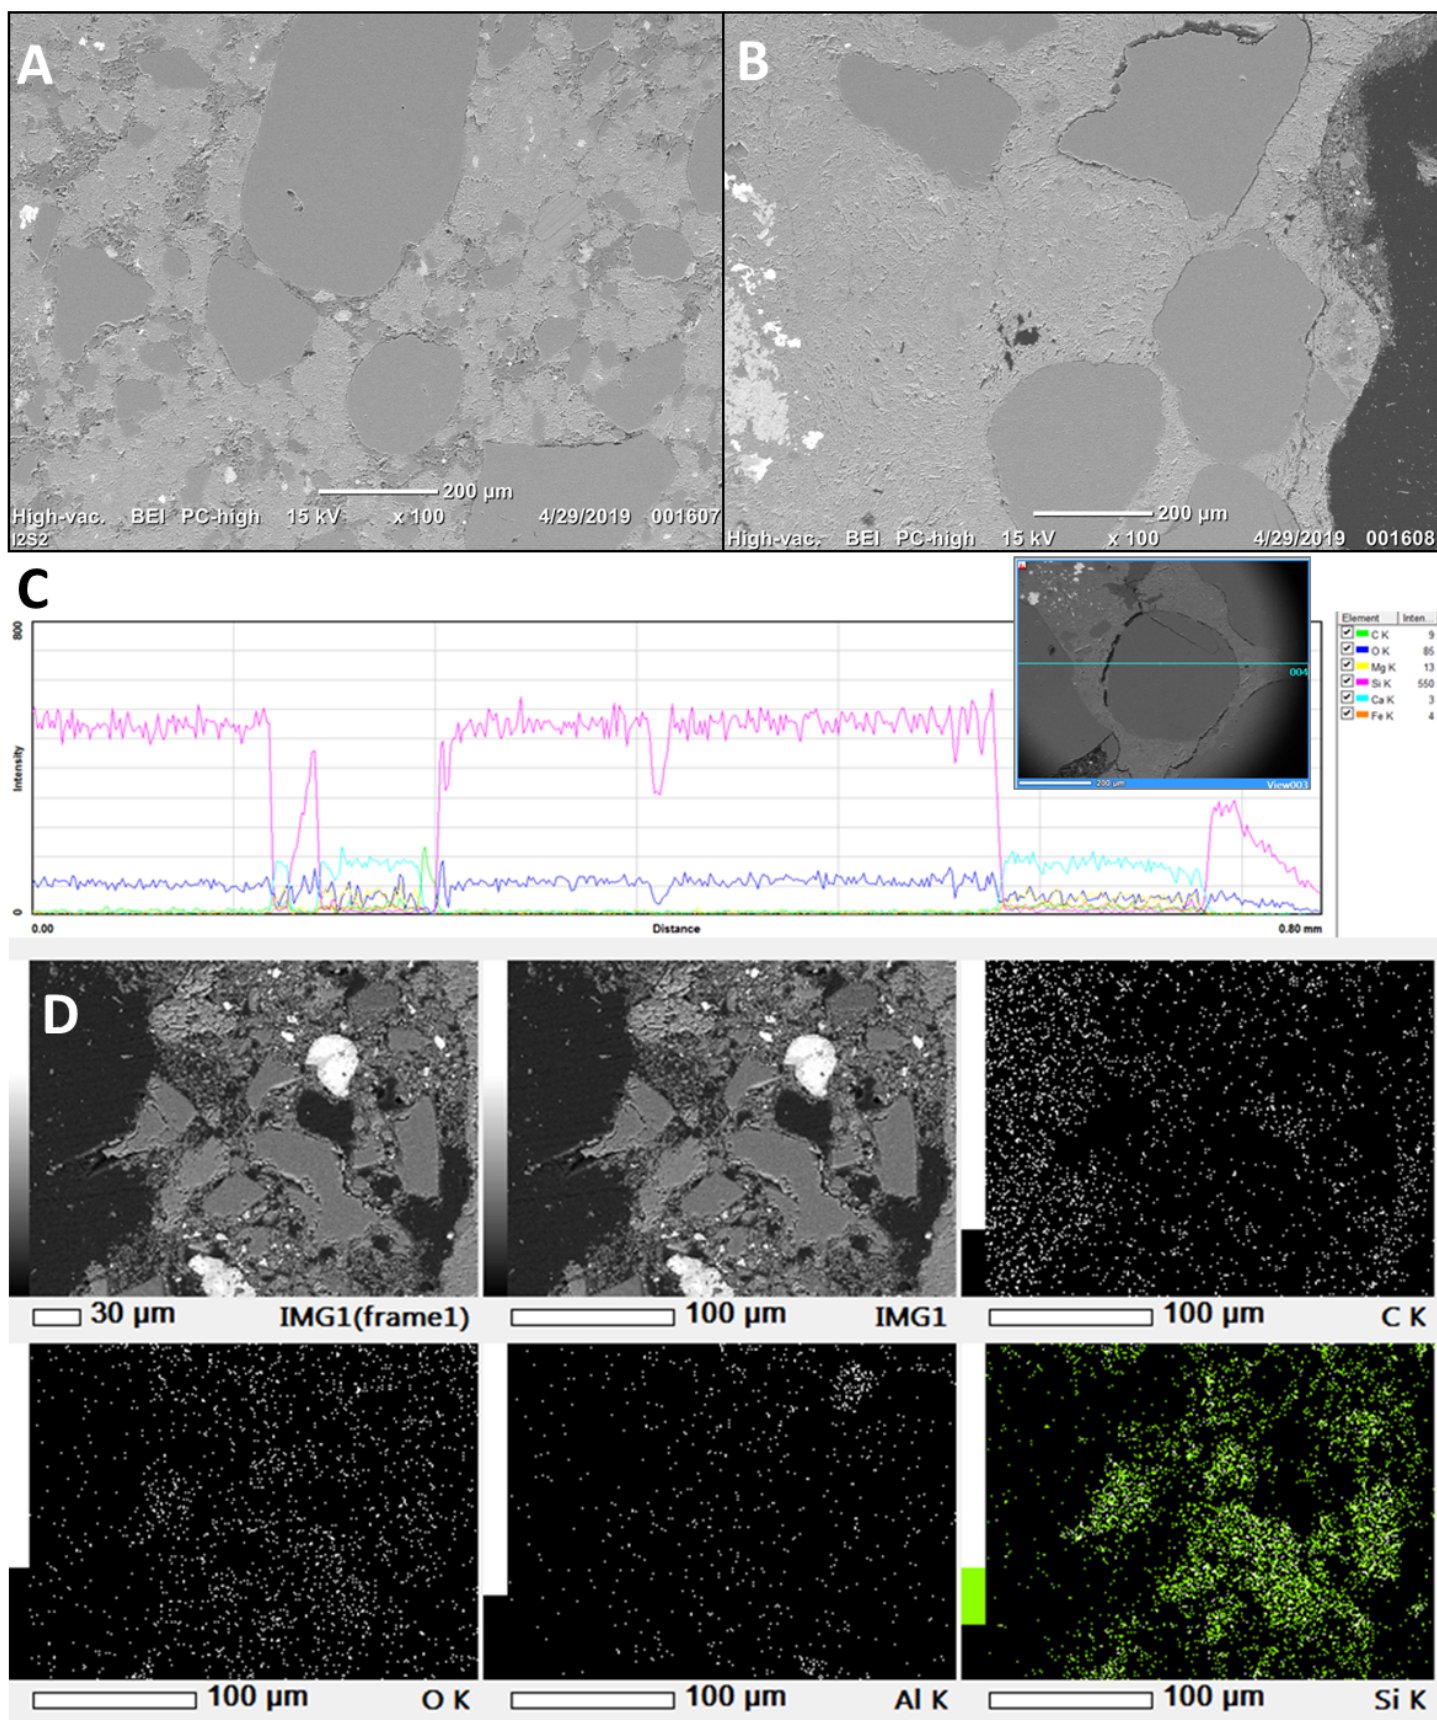 A
200 µm
High-vac. BEI PC-high 15 kV x 100 4/29/2019 001607
I2S2
B
200 µm
High-vac. BEI PC-high 15 kV x 100 4/29/2019 001608
C
800
Intensity
0
0.00
Distance
0.80 mm
004
200 µm
View003
Element Inten...
C K 9
O K 85
Mg K 13
Si K 550
Ca K 3
Fe K 4
D
30 µm IMG1(frame1)
100 µm IMG1
100 µm C K
100 µm O K
100 µm Al K
100 µm Si K